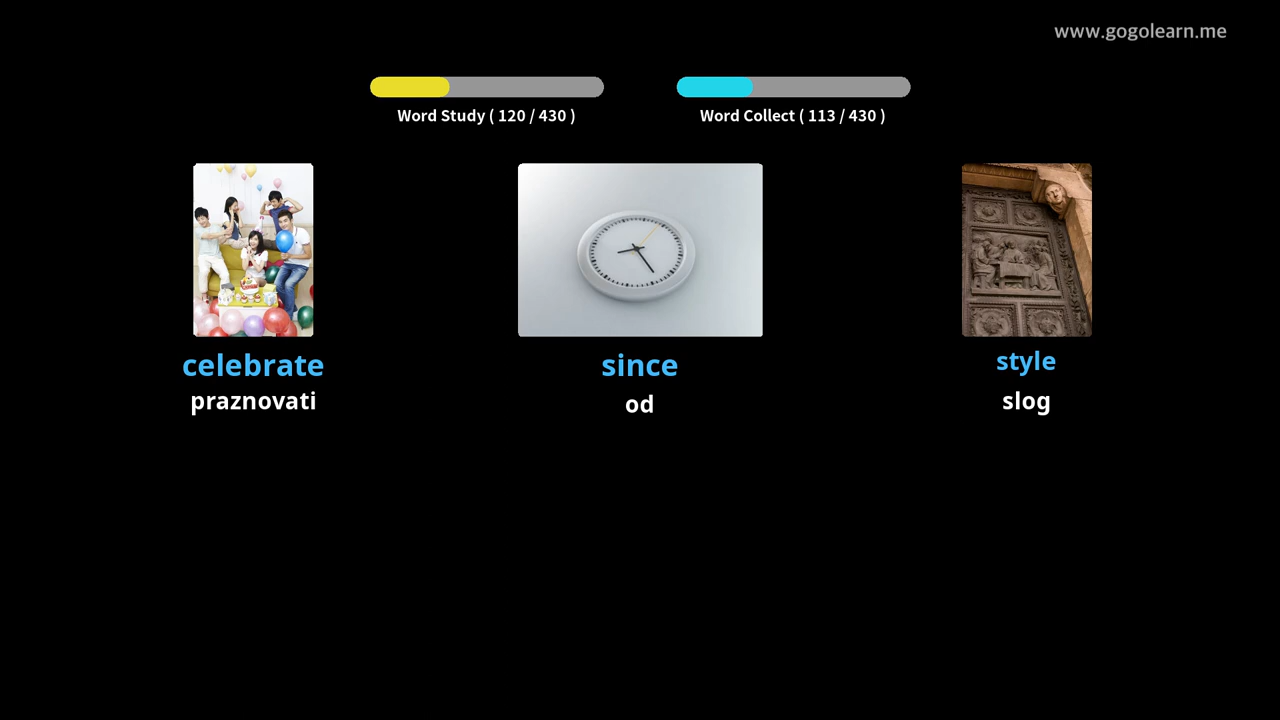 www.gogolearn.me
Word Study ( 120 / 430 )
Word Collect ( 113 / 430 )
celebrate
praznovati
since
od
style
slog